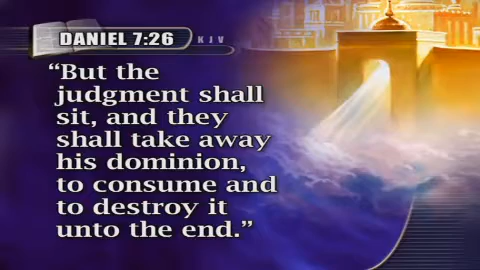 DANIEL 7:26
KJV
“But the
judgment shall
sit, and they
shall take away
his dominion,
to consume and
to destroy it
unto the end.”